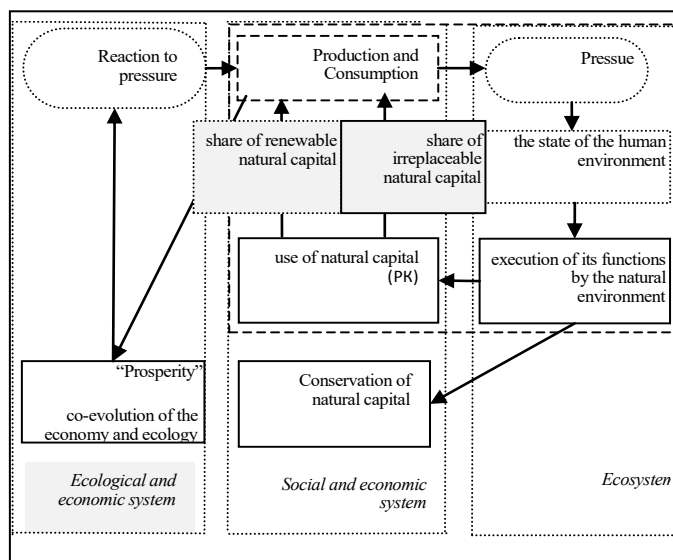 Reaction to
pressure
Production and
Consumption
Pressue
share of renewable
natural capital
share of
irreplaceable
natural capital
the state of the human
environment
use of natural capital
(РК)
execution of its functions
by the natural
environment
“Prosperity”
co-evolution of the
economy and ecology
Conservation of
natural capital
Ecological and
economic system
Social and economic
system
Ecosysten